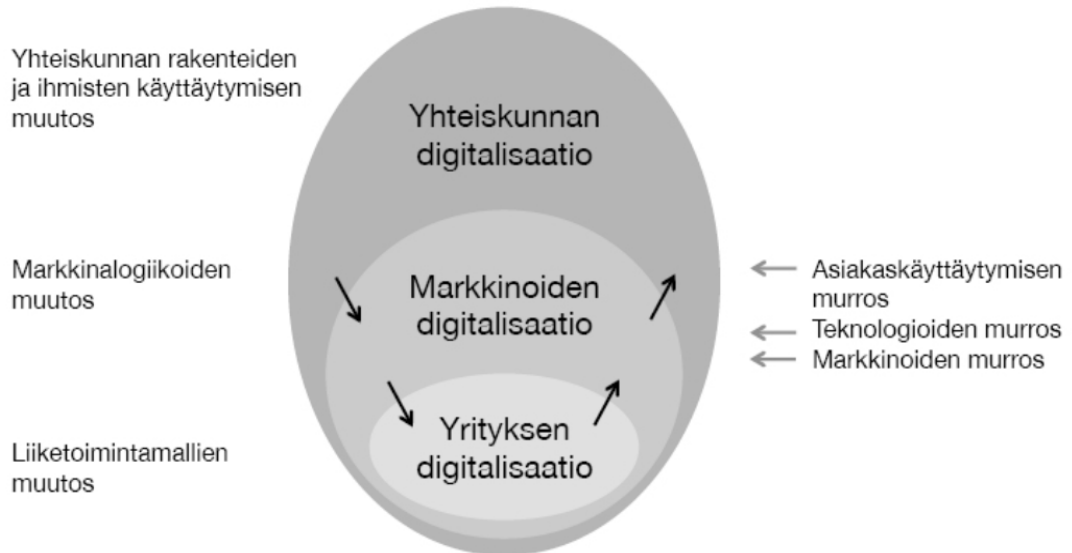 Yhteiskunnan rakenteiden
ja ihmisten käyttäytymisen
muutos
Yhteiskunnan
digitalisaatio
Markkinalogiikoiden
muutos
Markkinoiden
digitalisaatio
Asiakaskäyttäytymisen
murros
Teknologioiden murros
Markkinoiden murros
Liiketoimintamallien
muutos
Yrityksen
digitalisaatio